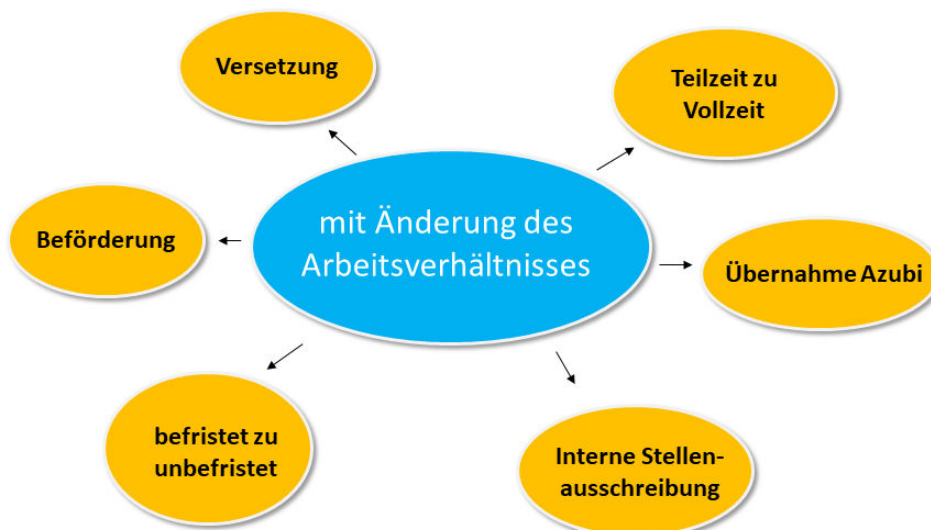 Versetzung
Teilzeit zu
Vollzeit
mit Änderung des
Arbeitsverhältnisses
Beförderung
Übernahme Azubi
befristet zu
unbefristet
Interne Stellen-
ausschreibung